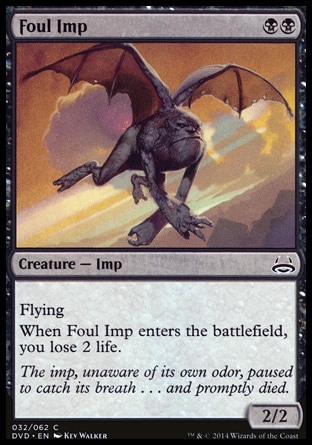 Foul Imp
Creature — Imp
Flying
When Foul Imp enters the battlefield,
you lose 2 life.
The imp, unaware of its own odor, paused
to catch its breath . . . and promptly died.
2/2
032/062 C
DVD • EN Kev Walker
™ & © 2014 Wizards of the Coast